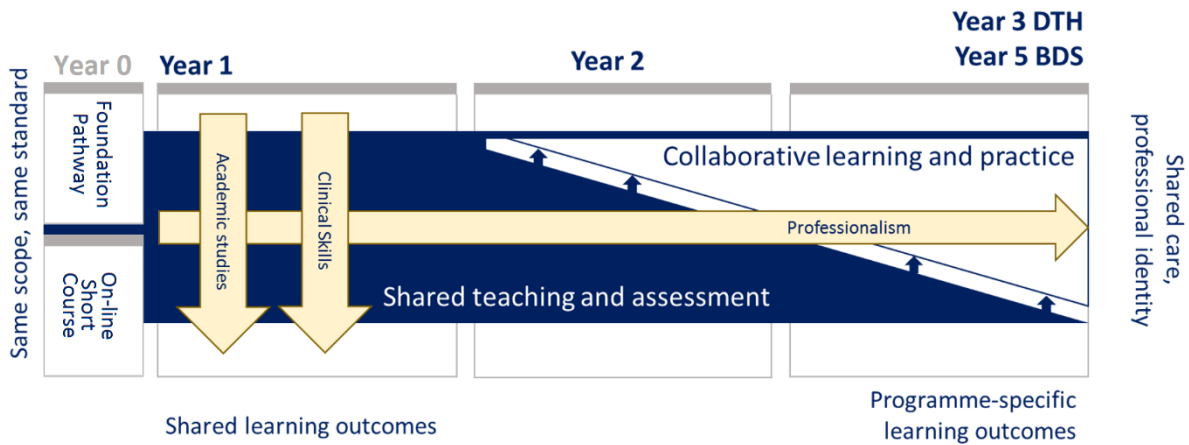 Year 3 DTH
Year 5 BDS
Year 0
Year 1
Year 2
Same scope, same standard
Foundation
Pathway
On-line
Short
Course
Academic studies
Clinical Skills
Collaborative learning and practice
Professionalism
Shared teaching and assessment
Shared care,
professional identity
Shared learning outcomes
Programme-specific
learning outcomes